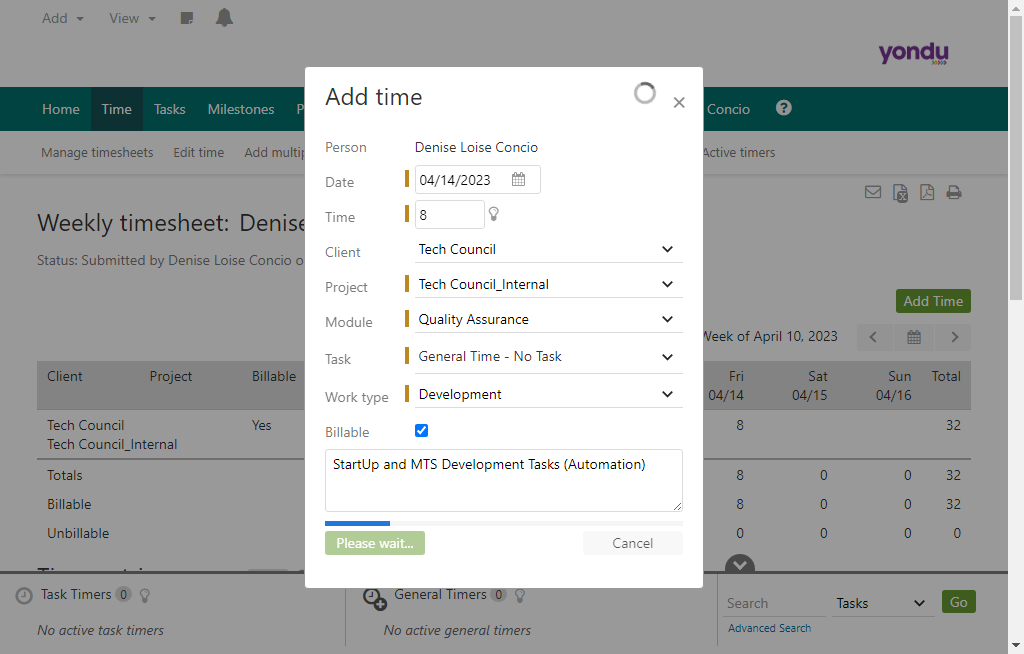 Add View
yondu
Home Time Tasks Milestones P Concio ?
Manage timesheets Edit time Add multip Active timers
Weekly timesheet: Denise
Status: Submitted by Denise Loise Concio o
Add Time
Week of April 10, 2023
Client Project Billable Fri 04/14 Sat 04/15 Sun 04/16 Total
Tech Council Yes 8 32
Tech Council_Internal
Totals 8 0 0 32
Billable 8 0 0 32
Unbillable 0 0 0 0
Add time
Person Denise Loise Concio
Date 04/14/2023
Time 8
Client Tech Council
Project Tech Council_Internal
Module Quality Assurance
Task General Time - No Task
Work type Development
Billable
StartUp and MTS Development Tasks (Automation)
Please wait... Cancel
Task Timers 0 General Timers 0
No active task timers No active general timers
Search Tasks Go
Advanced Search